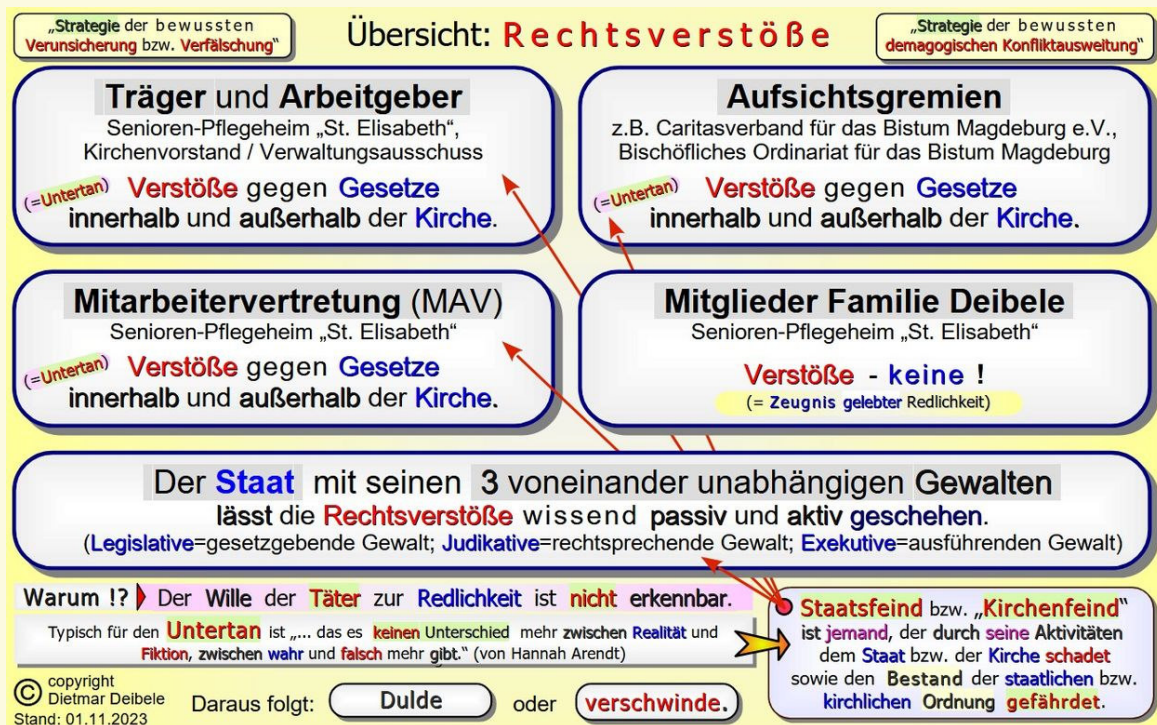 „Strategie der bewussten
Verunsicherung bzw. Verfälschung“
Übersicht: Rechtsverstöße
„Strategie der bewussten
demagogischen Konfliktausweitung“
Träger und Arbeitgeber
Senioren-Pflegeheim „St. Elisabeth“,
Kirchenvorstand / Verwaltungsausschuss
(=Untertan) Verstöße gegen Gesetze
innerhalb und außerhalb der Kirche.
Aufsichtsgremien
z.B. Caritasverband für das Bistum Magdeburg e.V.,
Bischöfliches Ordinariat für das Bistum Magdeburg
(=Untertan) Verstöße gegen Gesetze
innerhalb und außerhalb der Kirche.
Mitarbeitervertretung (MAV)
Senioren-Pflegeheim „St. Elisabeth“
(=Untertan) Verstöße gegen Gesetze
innerhalb und außerhalb der Kirche.
Mitglieder Familie Deibele
Senioren-Pflegeheim „St. Elisabeth“
Verstöße - keine !
(= Zeugnis gelebter Redlichkeit)
Der Staat mit seinen 3 voneinander unabhängigen Gewalten
lässt die Rechtsverstöße wissend passiv und aktiv geschehen.
(Legislative=gesetzgebende Gewalt; Judikative=rechtsprechende Gewalt; Exekutive=ausführenden Gewalt)
Warum !? Der Wille der Täter zur Redlichkeit ist nicht erkennbar.
Typisch für den Untertan ist „... das es keinen Unterschied mehr zwischen Realität und
Fiktion, zwischen wahr und falsch mehr gibt.“ (von Hannah Arendt)
Staatsfeind bzw. „Kirchenfeind“
ist jemand, der durch seine Aktivitäten
dem Staat bzw. der Kirche schadet
sowie den Bestand der staatlichen bzw.
kirchlichen Ordnung gefährdet.
© copyright
Dietmar Deibele
Stand: 01.11.2023
Daraus folgt: Dulde oder verschwinde.